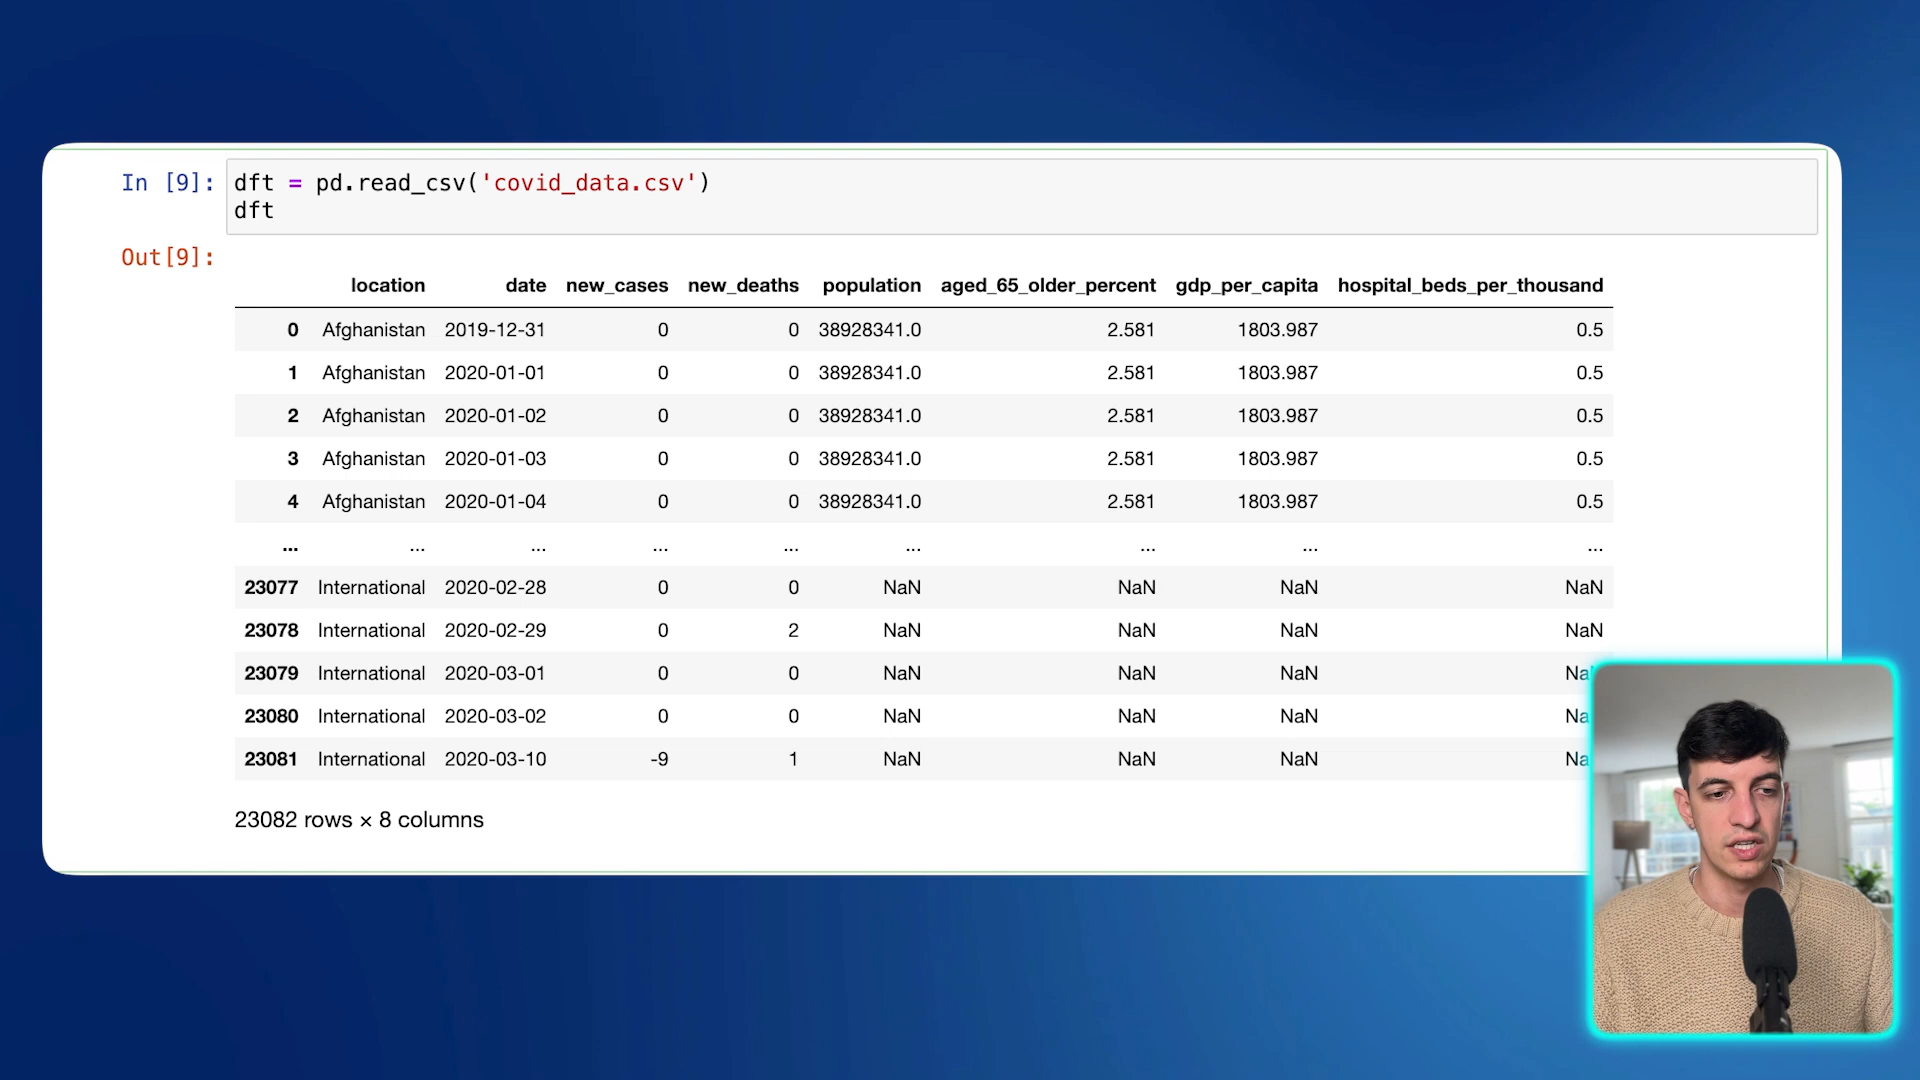 In [9]: dft = pd.read_csv('covid_data.csv')
dft
Out[9]:
location date new_cases new_deaths population aged_65_older_percent gdp_per_capita hospital_beds_per_thousand
0 Afghanistan 2019-12-31 0 0 38928341.0 2.581 1803.987 0.5
1 Afghanistan 2020-01-01 0 0 38928341.0 2.581 1803.987 0.5
2 Afghanistan 2020-01-02 0 0 38928341.0 2.581 1803.987 0.5
3 Afghanistan 2020-01-03 0 0 38928341.0 2.581 1803.987 0.5
4 Afghanistan 2020-01-04 0 0 38928341.0 2.581 1803.987 0.5
... ... ... ... ... ... ... ... ...
23077 International 2020-02-28 0 0 NaN NaN NaN NaN
23078 International 2020-02-29 0 2 NaN NaN NaN NaN
23079 International 2020-03-01 0 0 NaN NaN NaN Na
23080 International 2020-03-02 0 0 NaN NaN NaN Na
23081 International 2020-03-10 -9 1 NaN NaN NaN Na
23082 rows × 8 columns